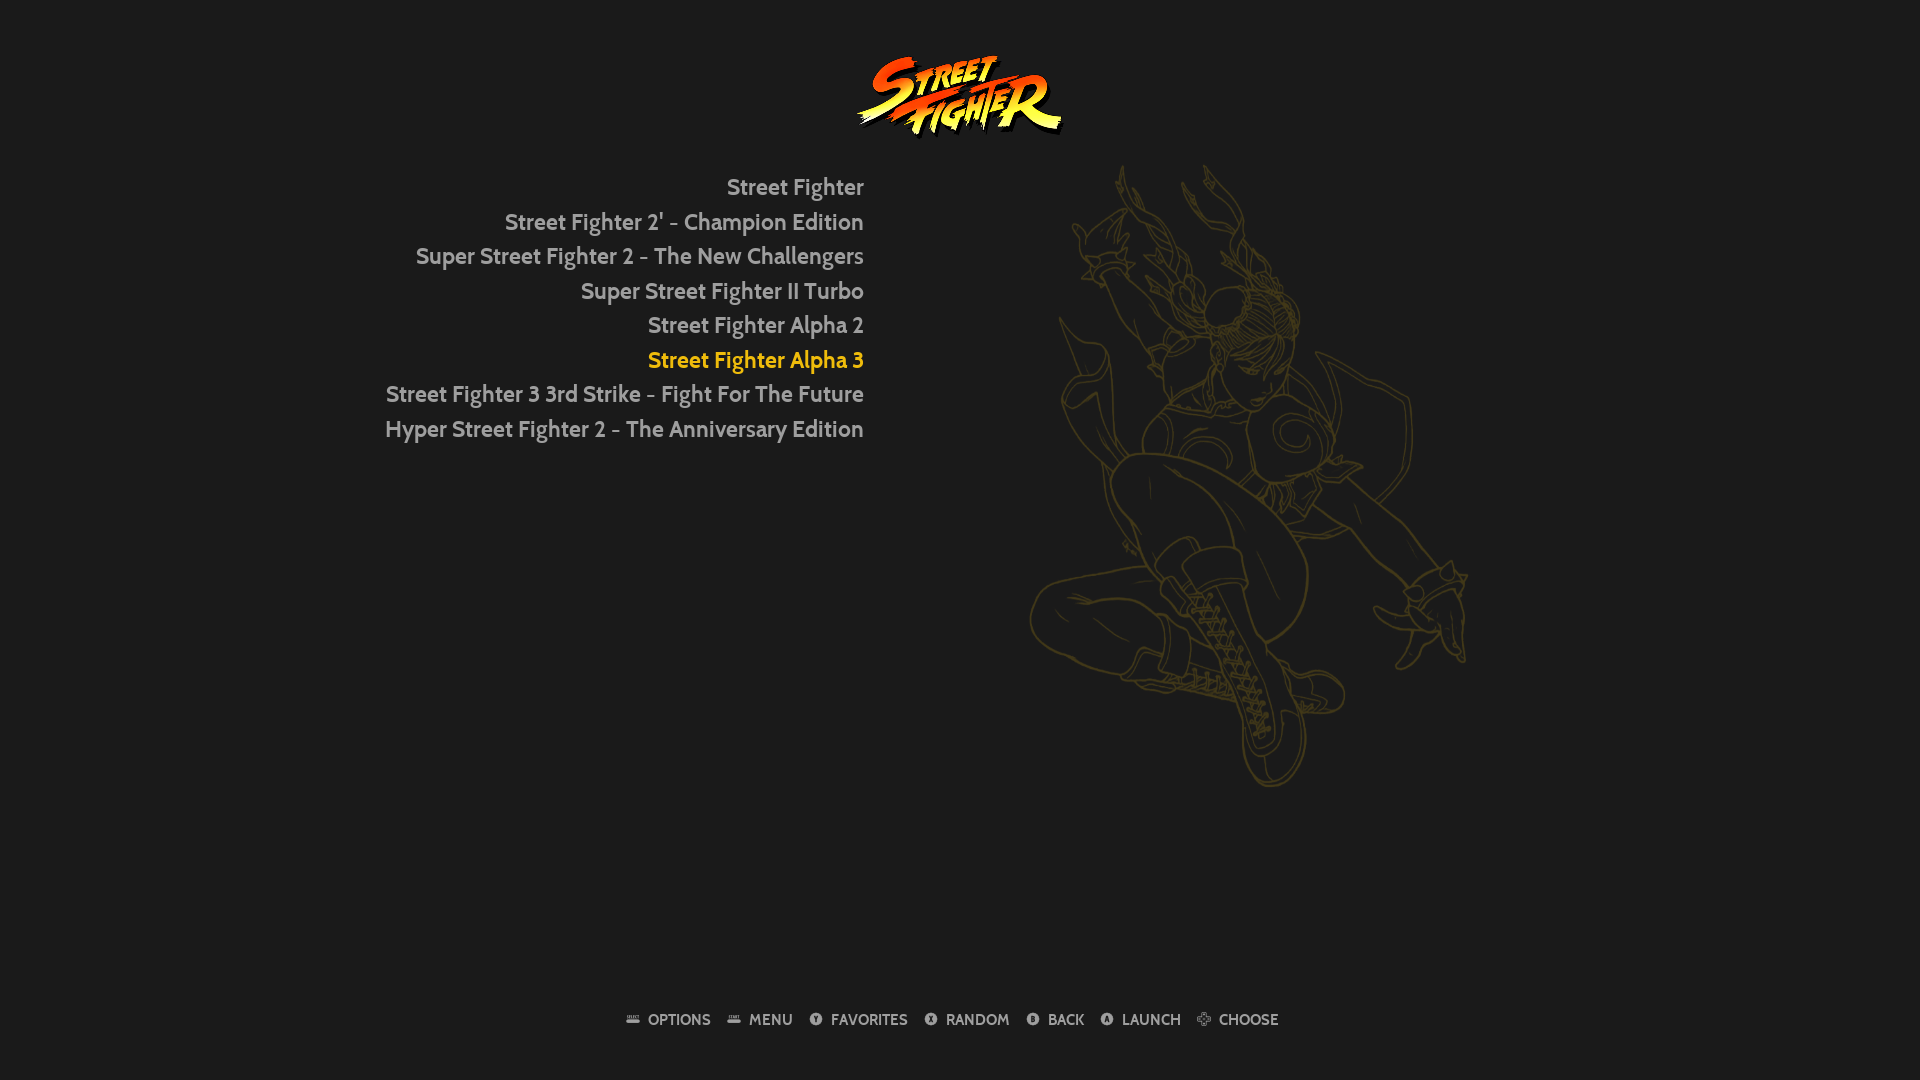 STREET
FIGHTER
Street Fighter
Street Fighter 2' - Champion Edition
Super Street Fighter 2 - The New Challengers
Super Street Fighter II Turbo
Street Fighter Alpha 2
Street Fighter Alpha 3
Street Fighter 3 3rd Strike - Fight For The Future
Hyper Street Fighter 2 - The Anniversary Edition
SELECT OPTIONS START MENU Y FAVORITES X RANDOM B BACK A LAUNCH CHOOSE